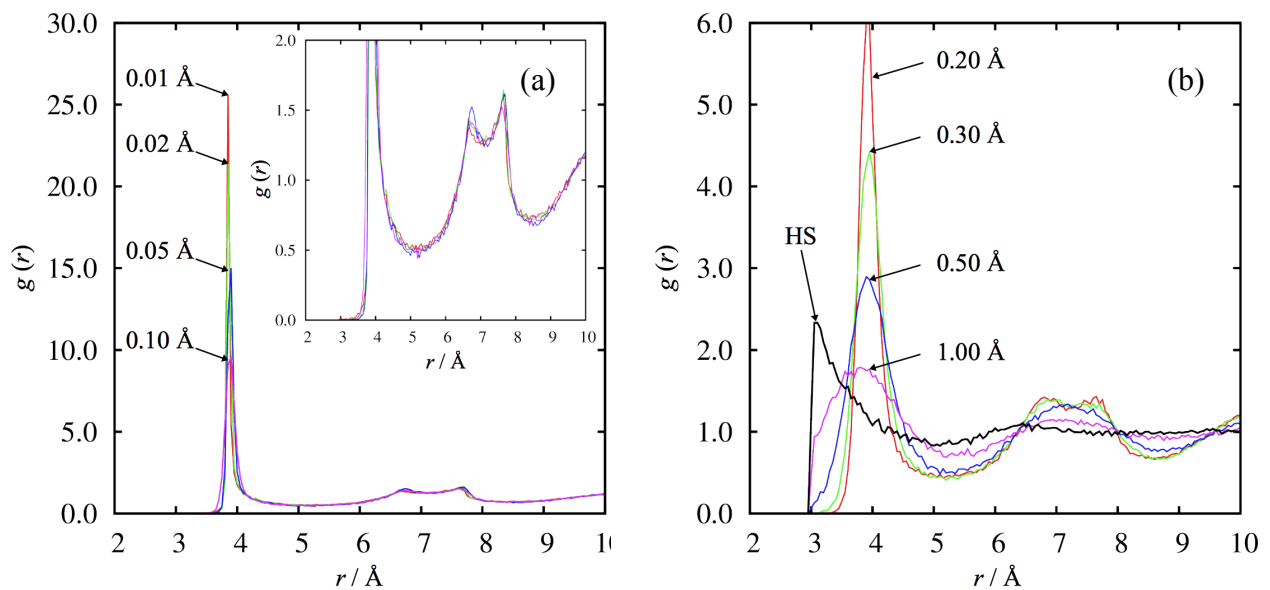 30.0
25.0
20.0
15.0
10.0
5.0
0.0
g (r)
2 3 4 5 6 7 8 9 10
r / Å
0.01 Å
0.02 Å
0.05 Å
0.10 Å
(a)
2.0
1.5
1.0
0.5
0.0
g (r)
2 3 4 5 6 7 8 9 10
r / Å
6.0
5.0
4.0
3.0
2.0
1.0
0.0
g (r)
2 3 4 5 6 7 8 9 10
r / Å
(b)
0.20 Å
0.30 Å
HS
0.50 Å
1.00 Å